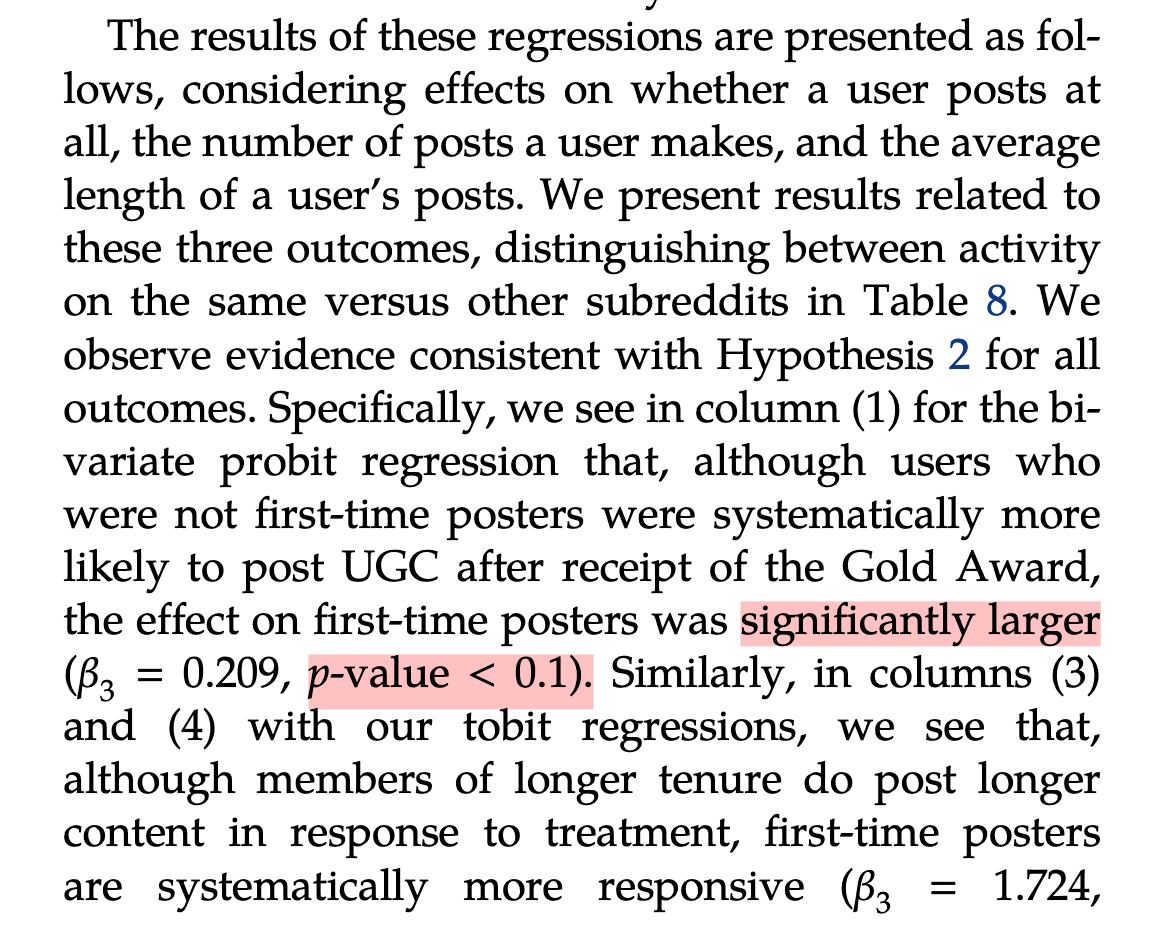 The results of these regressions are presented as fol-
lows, considering effects on whether a user posts at
all, the number of posts a user makes, and the average
length of a user’s posts. We present results related to
these three outcomes, distinguishing between activity
on the same versus other subreddits in Table 8. We
observe evidence consistent with Hypothesis 2 for all
outcomes. Specifically, we see in column (1) for the bi-
variate probit regression that, although users who
were not first-time posters were systematically more
likely to post UGC after receipt of the Gold Award,
the effect on first-time posters was significantly larger
(β₃ = 0.209, p-value < 0.1). Similarly, in columns (3)
and (4) with our tobit regressions, we see that,
although members of longer tenure do post longer
content in response to treatment, first-time posters
are systematically more responsive (β₃ = 1.724,